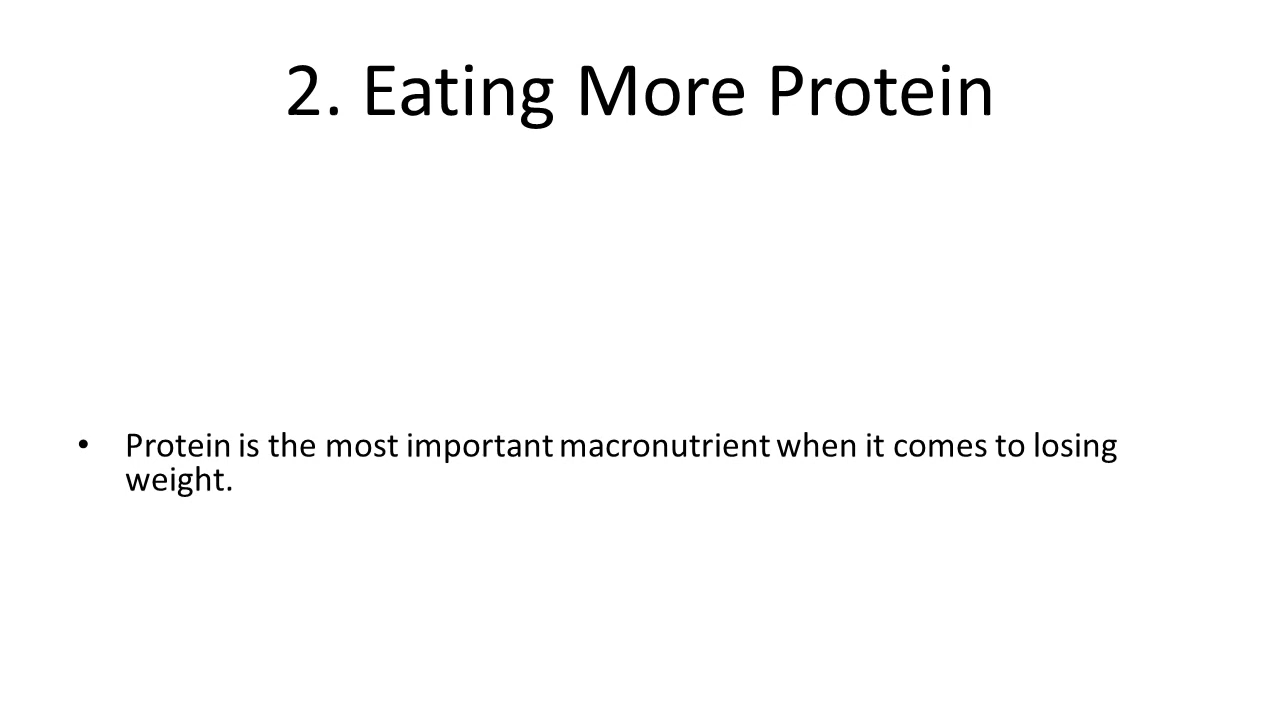 2. Eating More Protein
• Protein is the most important macronutrient when it comes to losing
weight.